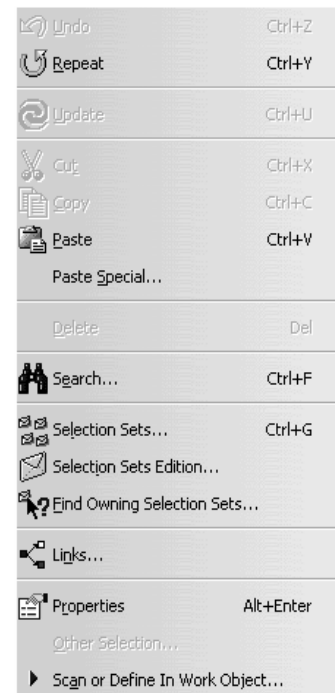 Undo Ctrl+Z
Repeat Ctrl+Y
Update Ctrl+U
Cut Ctrl+X
Copy Ctrl+C
Paste Ctrl+V
Paste Special...
Delete Del
Search... Ctrl+F
Selection Sets... Ctrl+G
Selection Sets Edition...
Find Owning Selection Sets...
Links...
Properties Alt+Enter
Other Selection...
Scan or Define In Work Object...